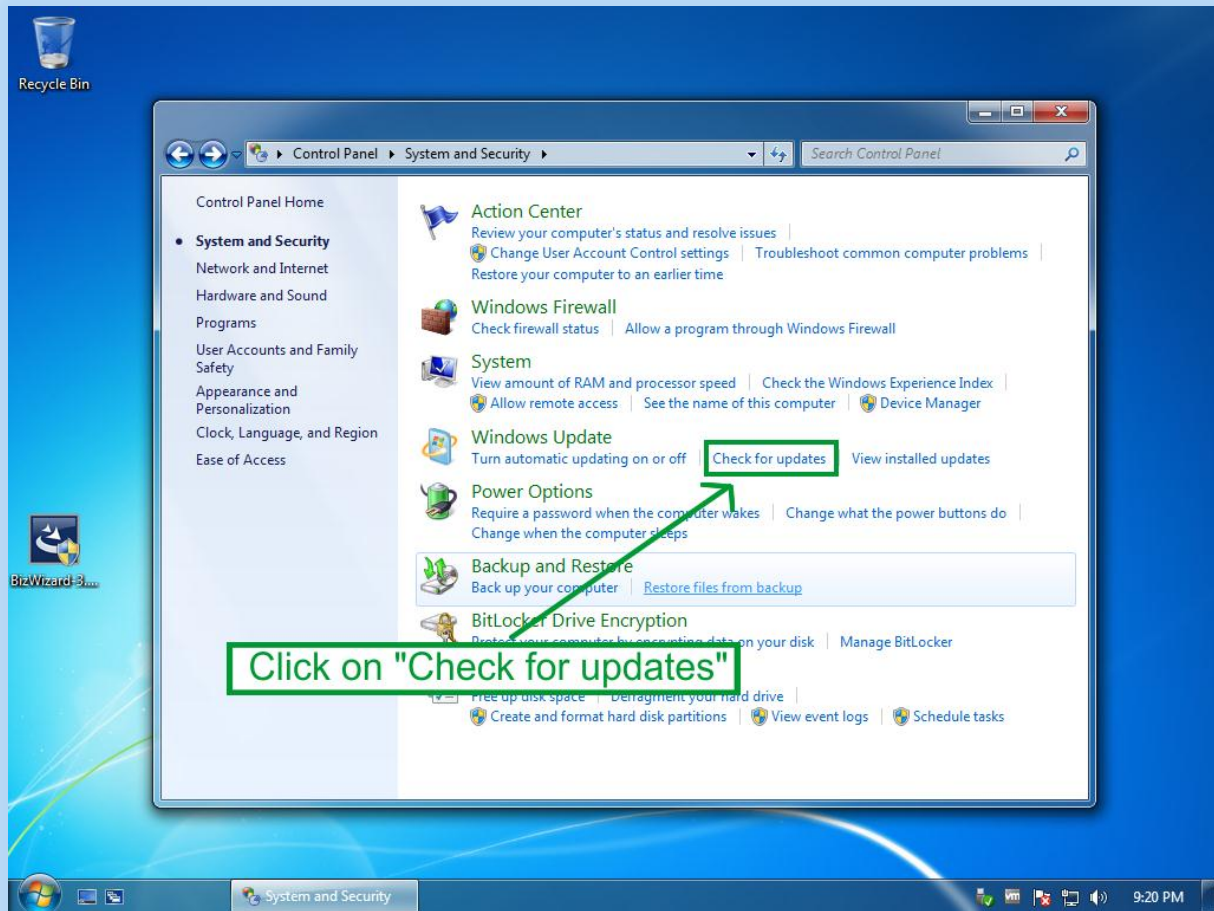 Recycle Bin
Control Panel
System and Security
Search Control Panel
Control Panel Home
System and Security
Network and Internet
Hardware and Sound
Programs
User Accounts and Family
Safety
Appearance and
Personalization
Clock, Language, and Region
Ease of Access
Action Center
Review your computer's status and resolve issues
Change User Account Control settings Troubleshoot common computer problems
Restore your computer to an earlier time
Windows Firewall
Check firewall status Allow a program through Windows Firewall
System
View amount of RAM and processor speed Check the Windows Experience Index
Allow remote access See the name of this computer Device Manager
Windows Update
Turn automatic updating on or off Check for updates View installed updates
Power Options
Require a password when the computer wakes Change what the power buttons do
Change when the computer sleeps
Backup and Restore
Back up your computer Restore files from backup
BitLocker Drive Encryption
Protect your computer by encrypting data on your disk Manage BitLocker
Click on "Check for updates"
Free up disk space Defragment your hard drive
Create and format hard disk partitions View event logs Schedule tasks
BizWizard-3....
System and Security
vm
9:20 PM